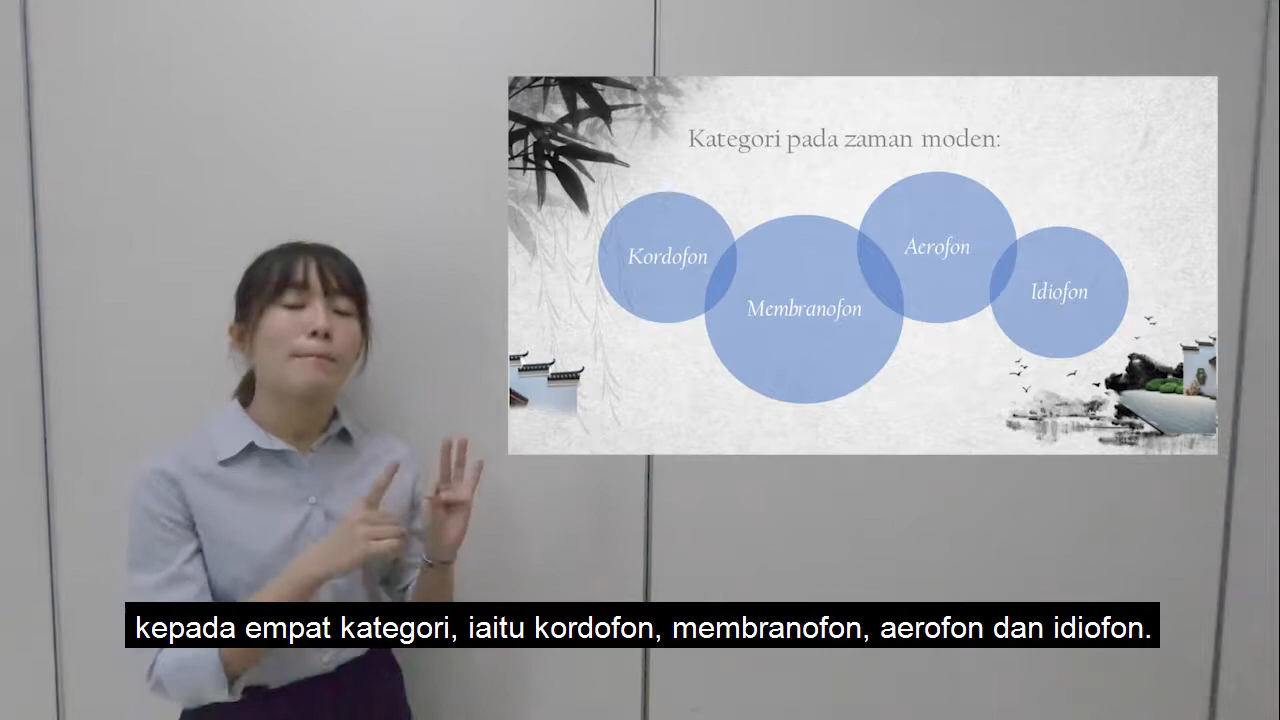 Kategori pada zaman moden:
Kordofon
Membranofon
Aerofon
Idiofon
kepada empat kategori, iaitu kordofon, membranofon, aerofon dan idiofon.